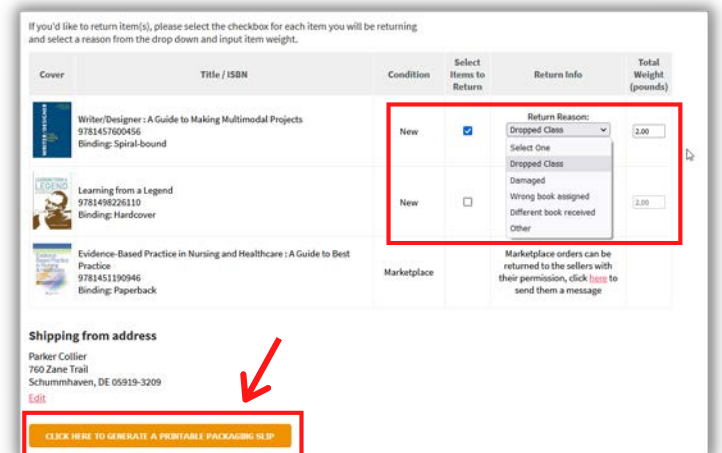 If you'd like to return item(s), please select the checkbox for each item you will be returning
and select a reason from the drop down and input item weight.
Cover
Title / ISBN
Condition
Select
Items to
Return
Return Info
Total
Weight
(pounds)
WRITER/DESIGNER
Writer/Designer : A Guide to Making Multimodal Projects
9781457600456
Binding: Spiral-bound
New
Return Reason:
Dropped Class
2.00
Select One
Dropped Class
Damaged
Wrong book assigned
Different book received
Other
LEGEND
Learning from a Legend
9781498226110
Binding: Hardcover
New
2.00
Evidence-Based Practice in Nursing and Healthcare : A Guide to Best
Practice
9781451190946
Binding: Paperback
Marketplace
Marketplace orders can be
returned to the sellers with
their permission, click here to
send them a message
Shipping from address
Parker Collier
760 Zane Trail
Schummhaven, DE 05919-3209
Edit
CLICK HERE TO GENERATE A PRINTABLE PACKAGING SLIP